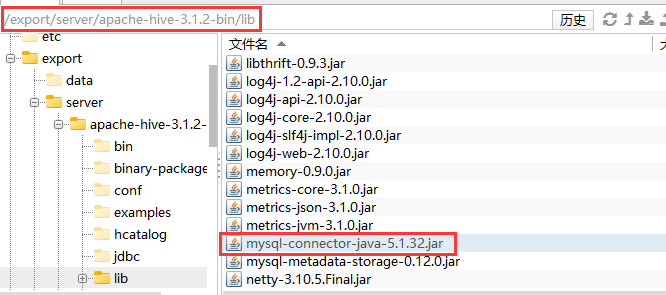 /export/server/apache-hive-3.1.2-bin/lib
历史
etc
export
data
server
apache-hive-3.1.2-
bin
binary-package
conf
examples
hcatalog
jdbc
lib
文件名
libthrift-0.9.3.jar
log4j-1.2-api-2.10.0.jar
log4j-api-2.10.0.jar
log4j-core-2.10.0.jar
log4j-slf4j-impl-2.10.0.jar
log4j-web-2.10.0.jar
memory-0.9.0.jar
metrics-core-3.1.0.jar
metrics-json-3.1.0.jar
metrics-jvm-3.1.0.jar
mysql-connector-java-5.1.32.jar
mysql-metadata-storage-0.12.0.jar
netty-3.10.5.Final.jar